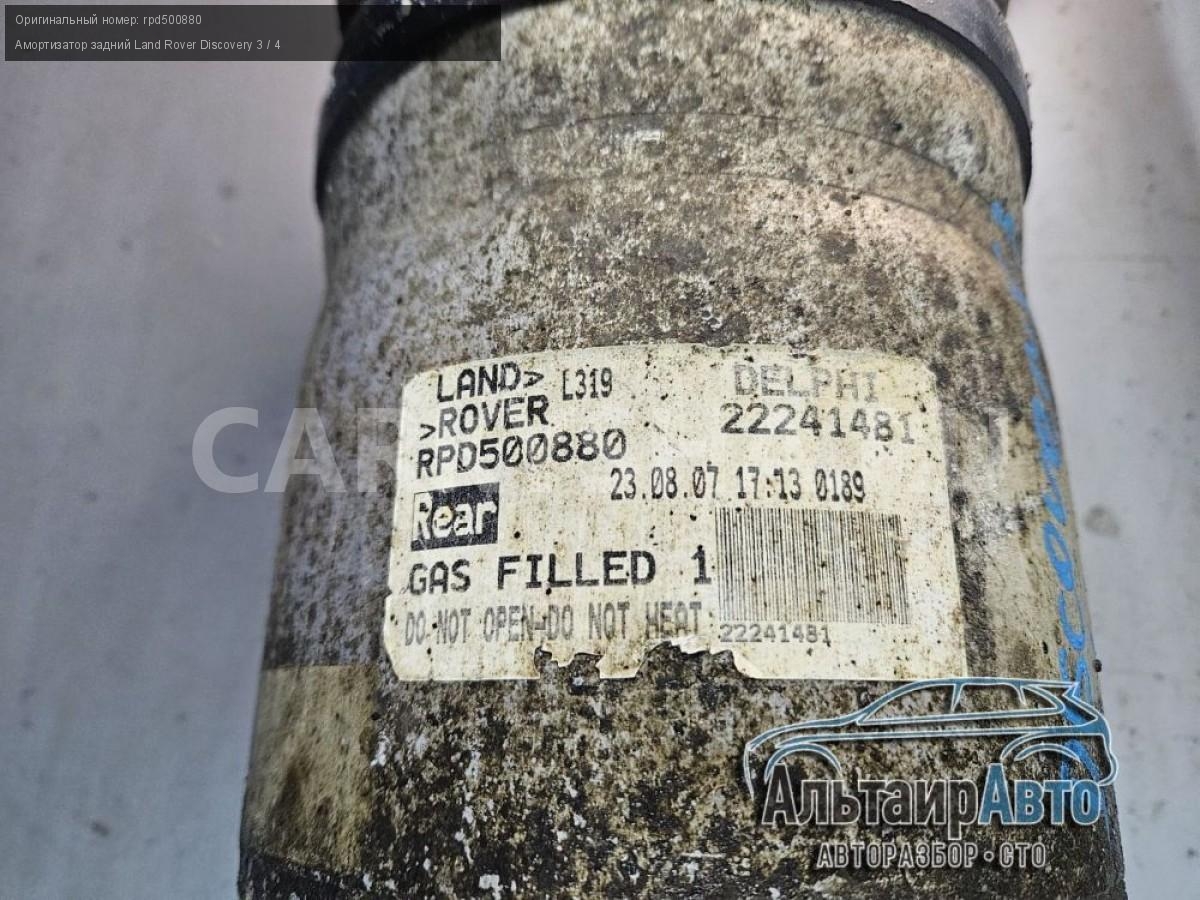 Оригинальный номер: rpd500880
Амортизатор задний Land Rover Discovery 3 / 4
LAND> L319
>ROVER
RPD500880
DELPHI
22241481
23.08.07 17:13 0189
Rear
GAS FILLED 1
DO NOT OPEN-DO NOT HEAT
22241481
АльтаирАвто
АВТОРАЗБОР • СТО